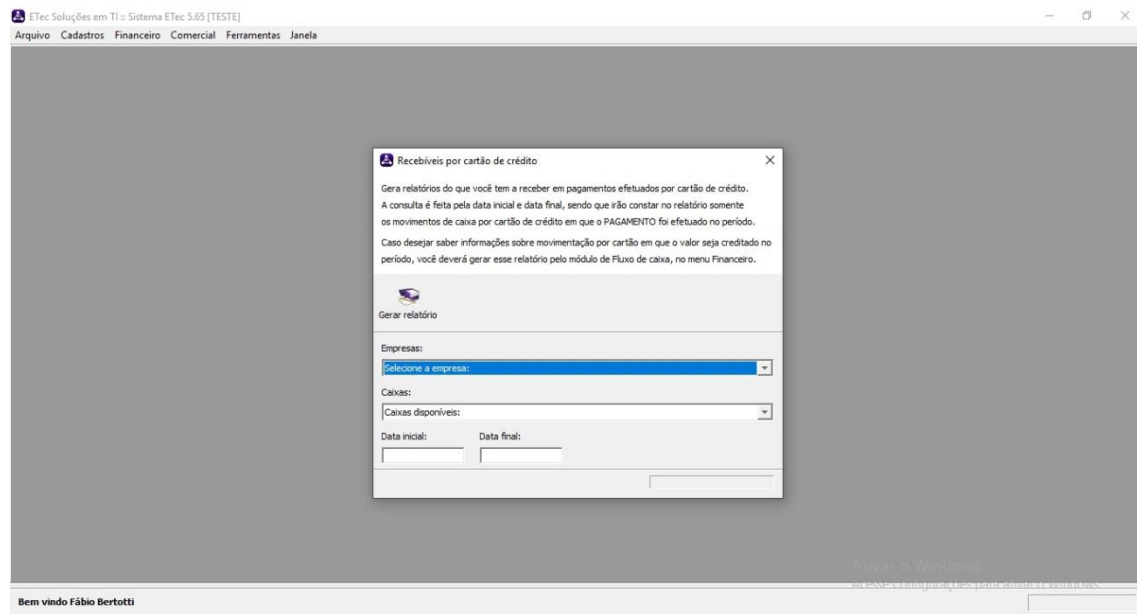 ETec Soluções em TI :: Sistema ETec 5.65 [TESTE]
Arquivo Cadastros Financeiro Comercial Ferramentas Janela
Recebíveis por cartão de crédito
Gera relatórios do que você tem a receber em pagamentos efetuados por cartão de crédito.
A consulta é feita pela data inicial e data final, sendo que irão constar no relatório somente
os movimentos de caixa por cartão de crédito em que o PAGAMENTO foi efetuado no período.
Caso desejar saber informações sobre movimentação por cartão em que o valor seja creditado no
período, você deverá gerar esse relatório pelo módulo de Fluxo de caixa, no menu Financeiro.
Gerar relatório
Empresas:
Selecione a empresa:
Caixas:
Caixas disponíveis:
Data inicial: Data final:
Ativar o Windows
Acesse Configurações para ativar o Windows.
Bem vindo Fábio Bertotti